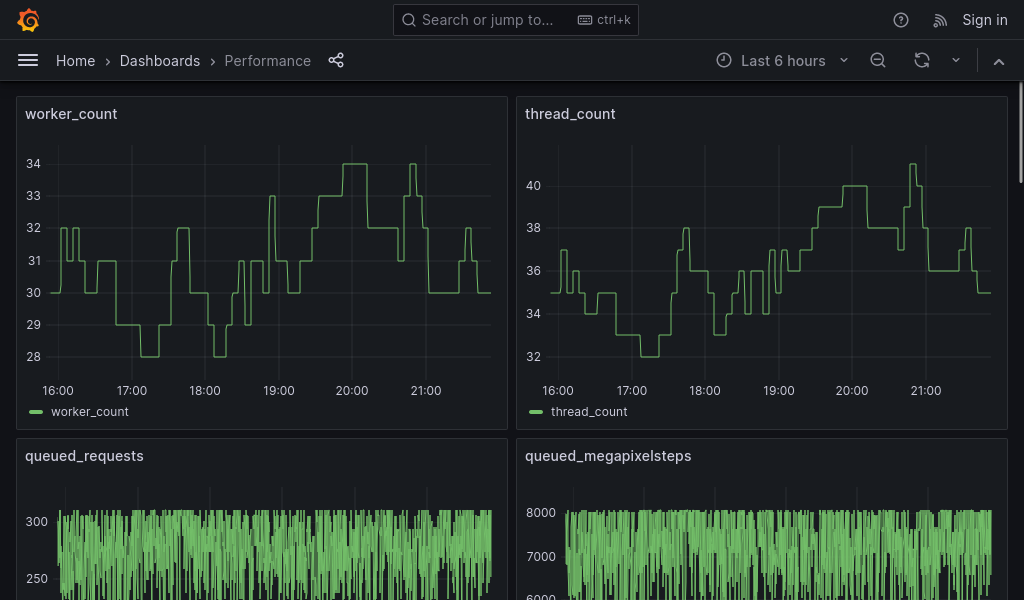 Search or jump to... ctrl+k Sign in
Home › Dashboards › Performance Last 6 hours
worker_count
34
33
32
31
30
29
28
16:00 17:00 18:00 19:00 20:00 21:00
worker_count
thread_count
40
38
36
34
32
16:00 17:00 18:00 19:00 20:00 21:00
thread_count
queued_requests
300
250
queued_megapixelsteps
8000
7000
6000